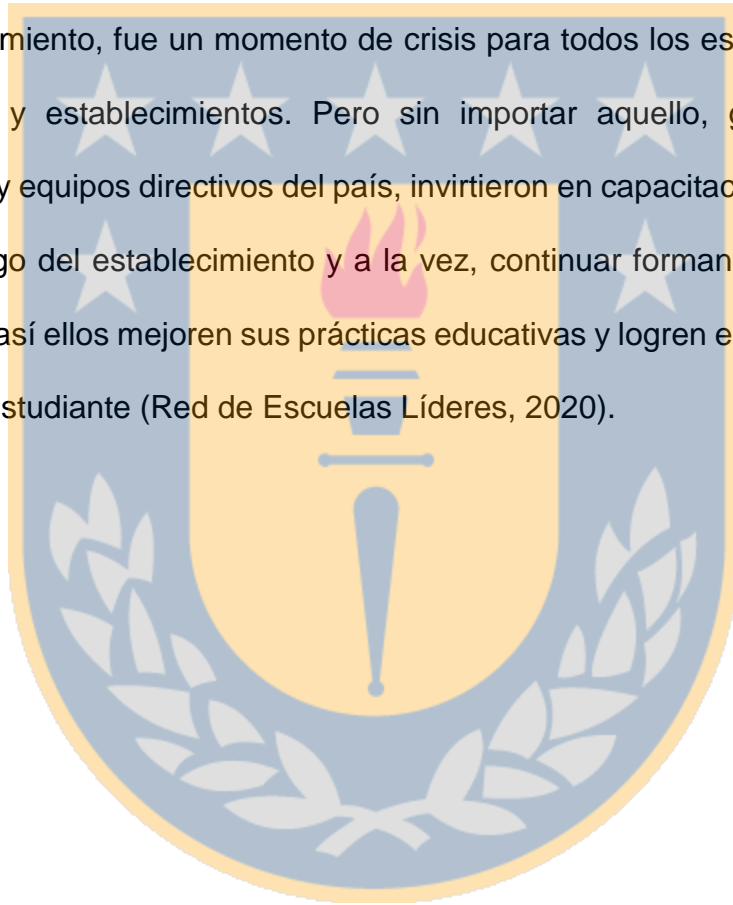 miento, fue un momento de crisis para todos los es
y establecimientos. Pero sin importar aquello, g
y equipos directivos del país, invirtieron en capacitac
go del establecimiento y a la vez, continuar forman
así ellos mejoren sus prácticas educativas y logren e
studiante (Red de Escuelas Líderes, 2020).